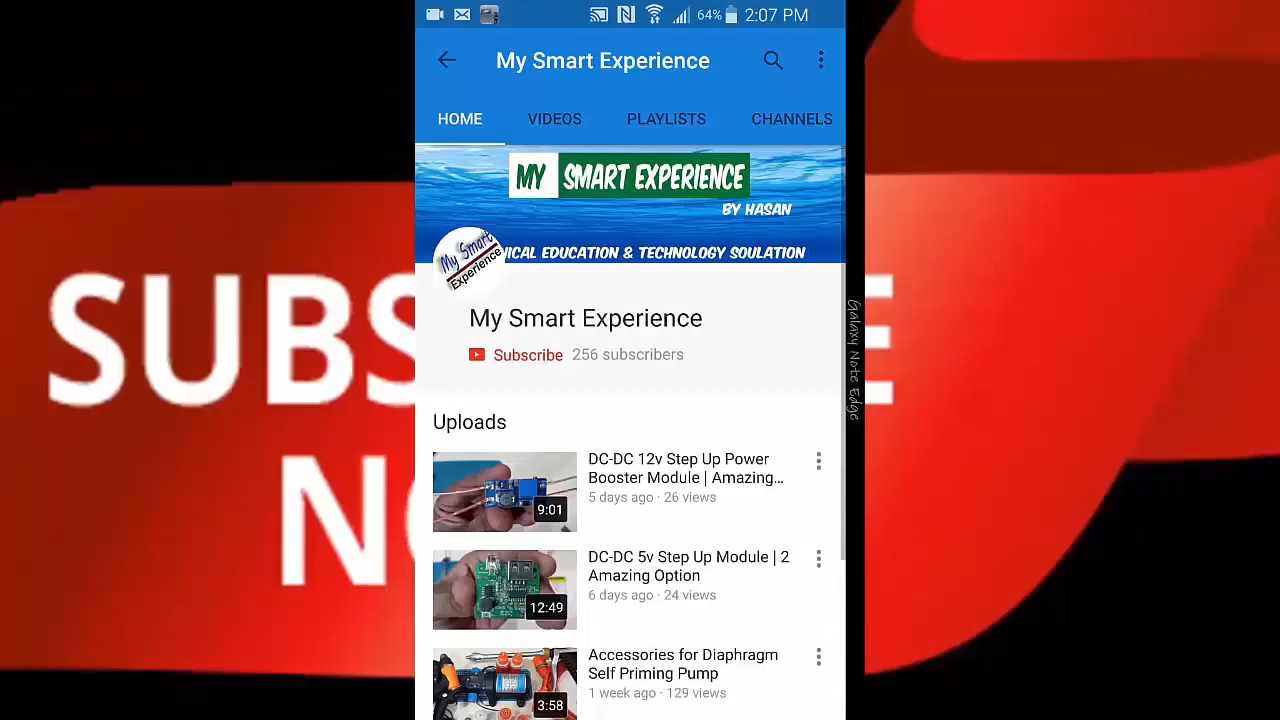 64% 2:07 PM
My Smart Experience
HOME VIDEOS PLAYLISTS CHANNELS
MY SMART EXPERIENCE
BY HASAN
NICAL EDUCATION & TECHNOLOGY SOULATION
My Smart
Experience
My Smart Experience
Subscribe 256 subscribers
Uploads
DC-DC 12v Step Up Power
Booster Module | Amazing...
5 days ago · 26 views
9:01
DC-DC 5v Step Up Module | 2
Amazing Option
6 days ago · 24 views
12:49
Accessories for Diaphragm
Self Priming Pump
1 week ago · 129 views
3:58
Galaxy Note Edge
SUBS E
N